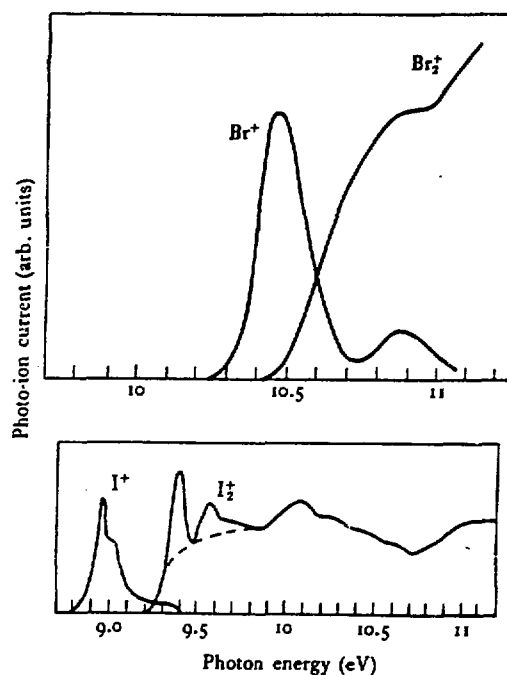 Br₂⁺
Br⁺
Photo-ion current (arb. units)
10 10.5 11
I⁺ I₂⁺
9.0 9.5 10 10.5 11
Photon energy (eV)